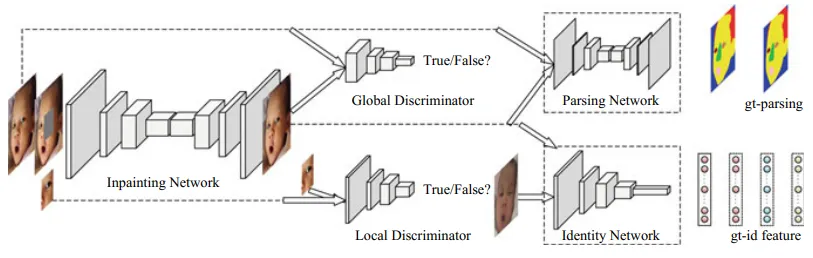 True/False?
Global Discriminator
Parsing Network
gt-parsing
Inpainting Network
True/False?
Local Discriminator
Identity Network
gt-id feature